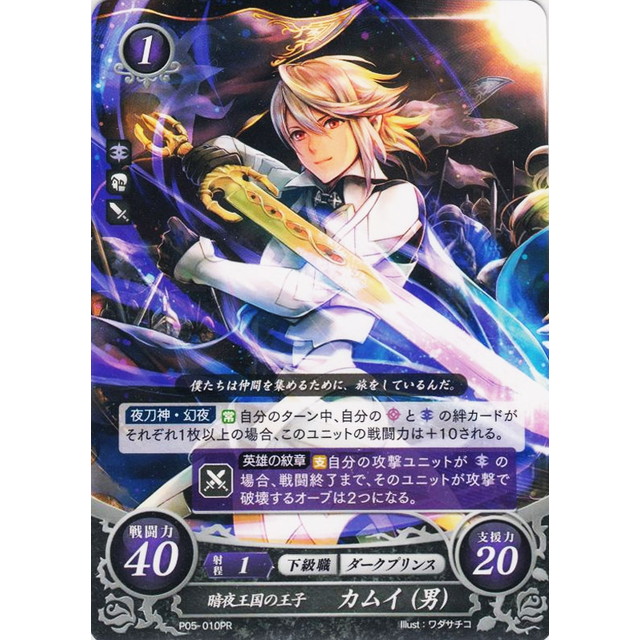 1
僕たちは仲間を集めるために、旅をしているんだ。
夜刀神・幻夜 常 自分のターン中、自分の と の絆カードが
それぞれ1枚以上の場合、このユニットの戦闘力は+10される。
英雄の紋章 支 自分の攻撃ユニットが の
場合、戦闘終了まで、そのユニットが攻撃で
破壊するオーブは2つになる。
戦闘力 40 射程 1 下級職 ダークプリンス 支援力 20
暗夜王国の王子 カムイ(男)
P05-010PR Illust:ワダサチコ